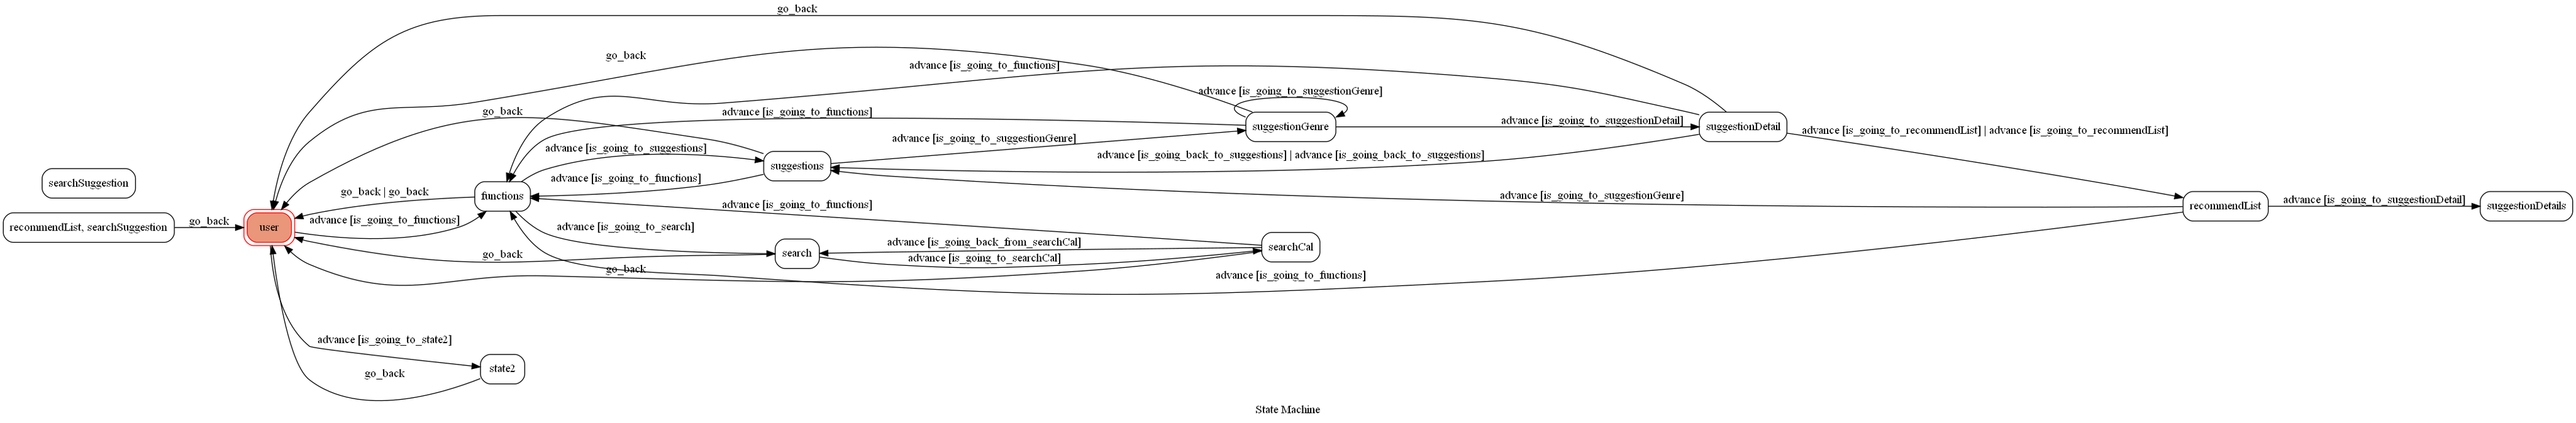 go_back
go_back
advance [is_going_to_functions]
advance [is_going_to_suggestionGenre]
go_back
advance [is_going_to_functions]
suggestionGenre
advance [is_going_to_suggestionDetail]
suggestionDetail
advance [is_going_to_recommendList] | advance [is_going_to_recommendList]
advance [is_going_to_suggestionGenre]
advance [is_going_to_suggestions]
suggestions
advance [is_going_back_to_suggestions] | advance [is_going_back_to_suggestions]
searchSuggestion
advance [is_going_to_functions]
go_back | go_back
functions
advance [is_going_to_suggestionGenre]
recommendList
advance [is_going_to_suggestionDetail]
suggestionDetails
recommendList, searchSuggestion
go_back
user
advance [is_going_to_functions]
advance [is_going_to_functions]
advance [is_going_to_search]
search
go_back
advance [is_going_back_from_searchCal]
advance [is_going_to_searchCal]
searchCal
go_back
advance [is_going_to_functions]
advance [is_going_to_state2]
state2
go_back
State Machine